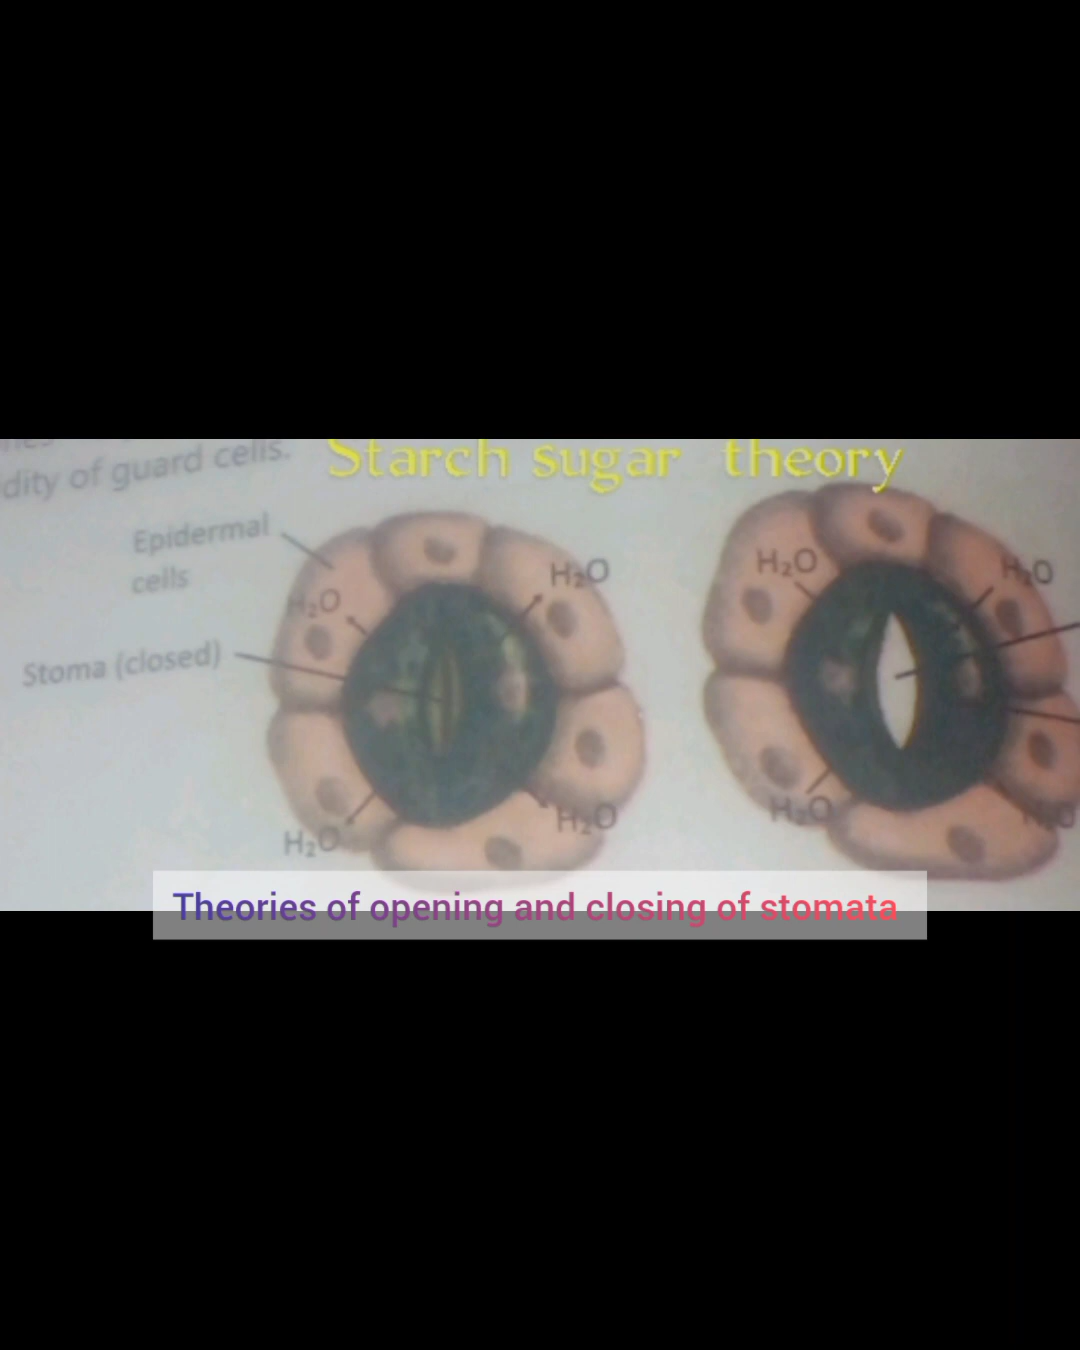 dity of guard cells.
Starch sugar theory
Epidermal
cells
H₂O
H₂O
Stoma (closed)
H₂O
H₂O
H₂O
H₂O
H₂O
H₂O
Theories of opening and closing of stomata